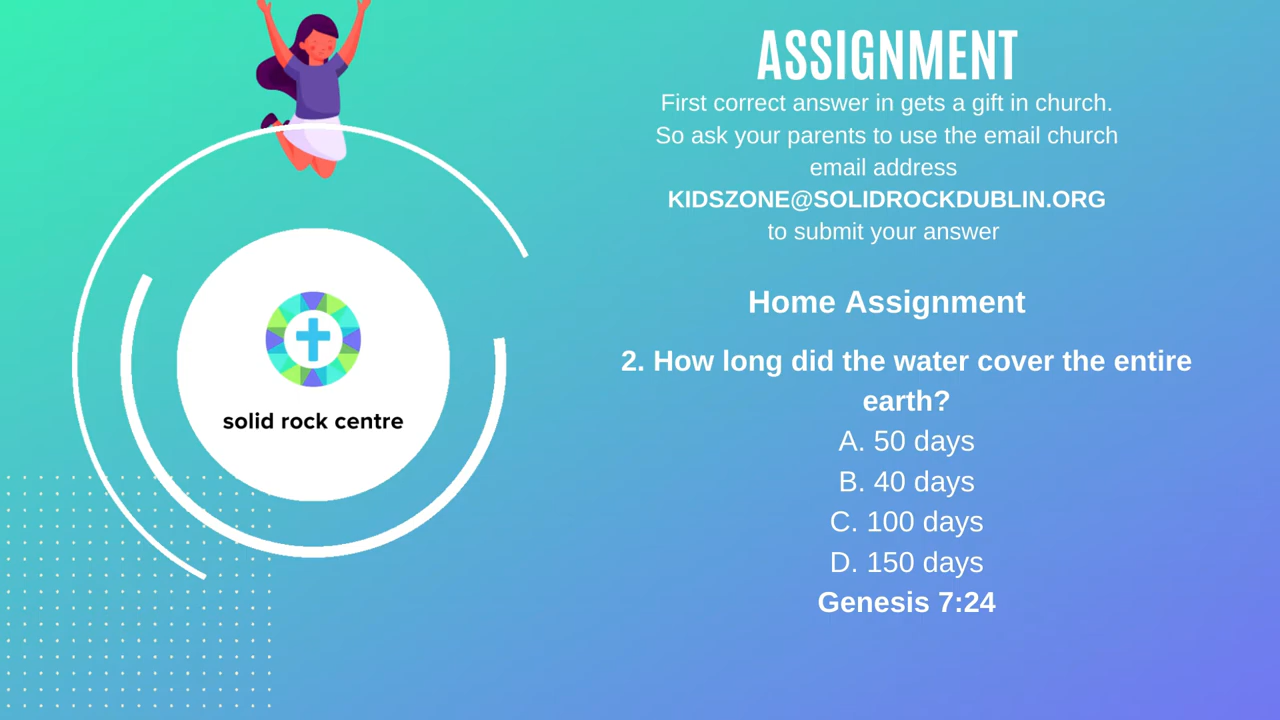 ASSIGNMENT
First correct answer in gets a gift in church.
So ask your parents to use the email church
email address
KIDSZONE@SOLIDROCKDUBLIN.ORG
to submit your answer
Home Assignment
2. How long did the water cover the entire
earth?
A. 50 days
B. 40 days
C. 100 days
D. 150 days
Genesis 7:24
solid rock centre